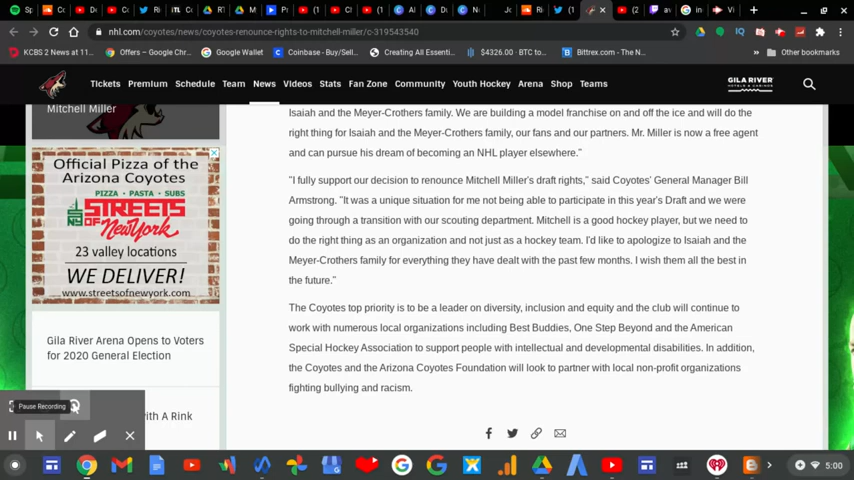 nhl.com/coyotes/news/coyotes-renounce-rights-to-mitchell-miller/c-319543540
KCBS 2 News at 11...
Offers – Google Chr...
Google Wallet
Coinbase - Buy/Sell...
Creating All Essenti...
$4326.00 · BTC/Ord...
Bittrex.com - The N...
Other bookmarks
Tickets Premium Schedule Team News Videos Stats Fan Zone Community Youth Hockey Arena Shop Teams
GILA RIVER
Mitchell Miller
Official Pizza of the
Arizona Coyotes
PIZZA · PASTA · SUBS
STREETS
of NewYork
23 valley locations
WE DELIVER!
www.streetsofnewyork.com
Gila River Arena Opens to Voters
for 2020 General Election
with A Rink
Pause Recording
Isaiah and the Meyer-Crothers family. We are building a model franchise on and off the ice and will do the
right thing for Isaiah and the Meyer-Crothers family, our fans and our partners. Mr. Miller is now a free agent
and can pursue his dream of becoming an NHL player elsewhere."
"I fully support our decision to renounce Mitchell Miller's draft rights," said Coyotes' General Manager Bill
Armstrong. "It was a unique situation for me not being able to participate in this year's Draft and we were
going through a transition with our scouting department. Mitchell is a good hockey player, but we need to
do the right thing as an organization and not just as a hockey team. I'd like to apologize to Isaiah and the
Meyer-Crothers family for everything they have dealt with the past few months. I wish them all the best in
the future."
The Coyotes top priority is to be a leader on diversity, inclusion and equity and the club will continue to
work with numerous local organizations including Best Buddies, One Step Beyond and the American
Special Hockey Association to support people with intellectual and developmental disabilities. In addition,
the Coyotes and the Arizona Coyotes Foundation will look to partner with local non-profit organizations
fighting bullying and racism.
5:00